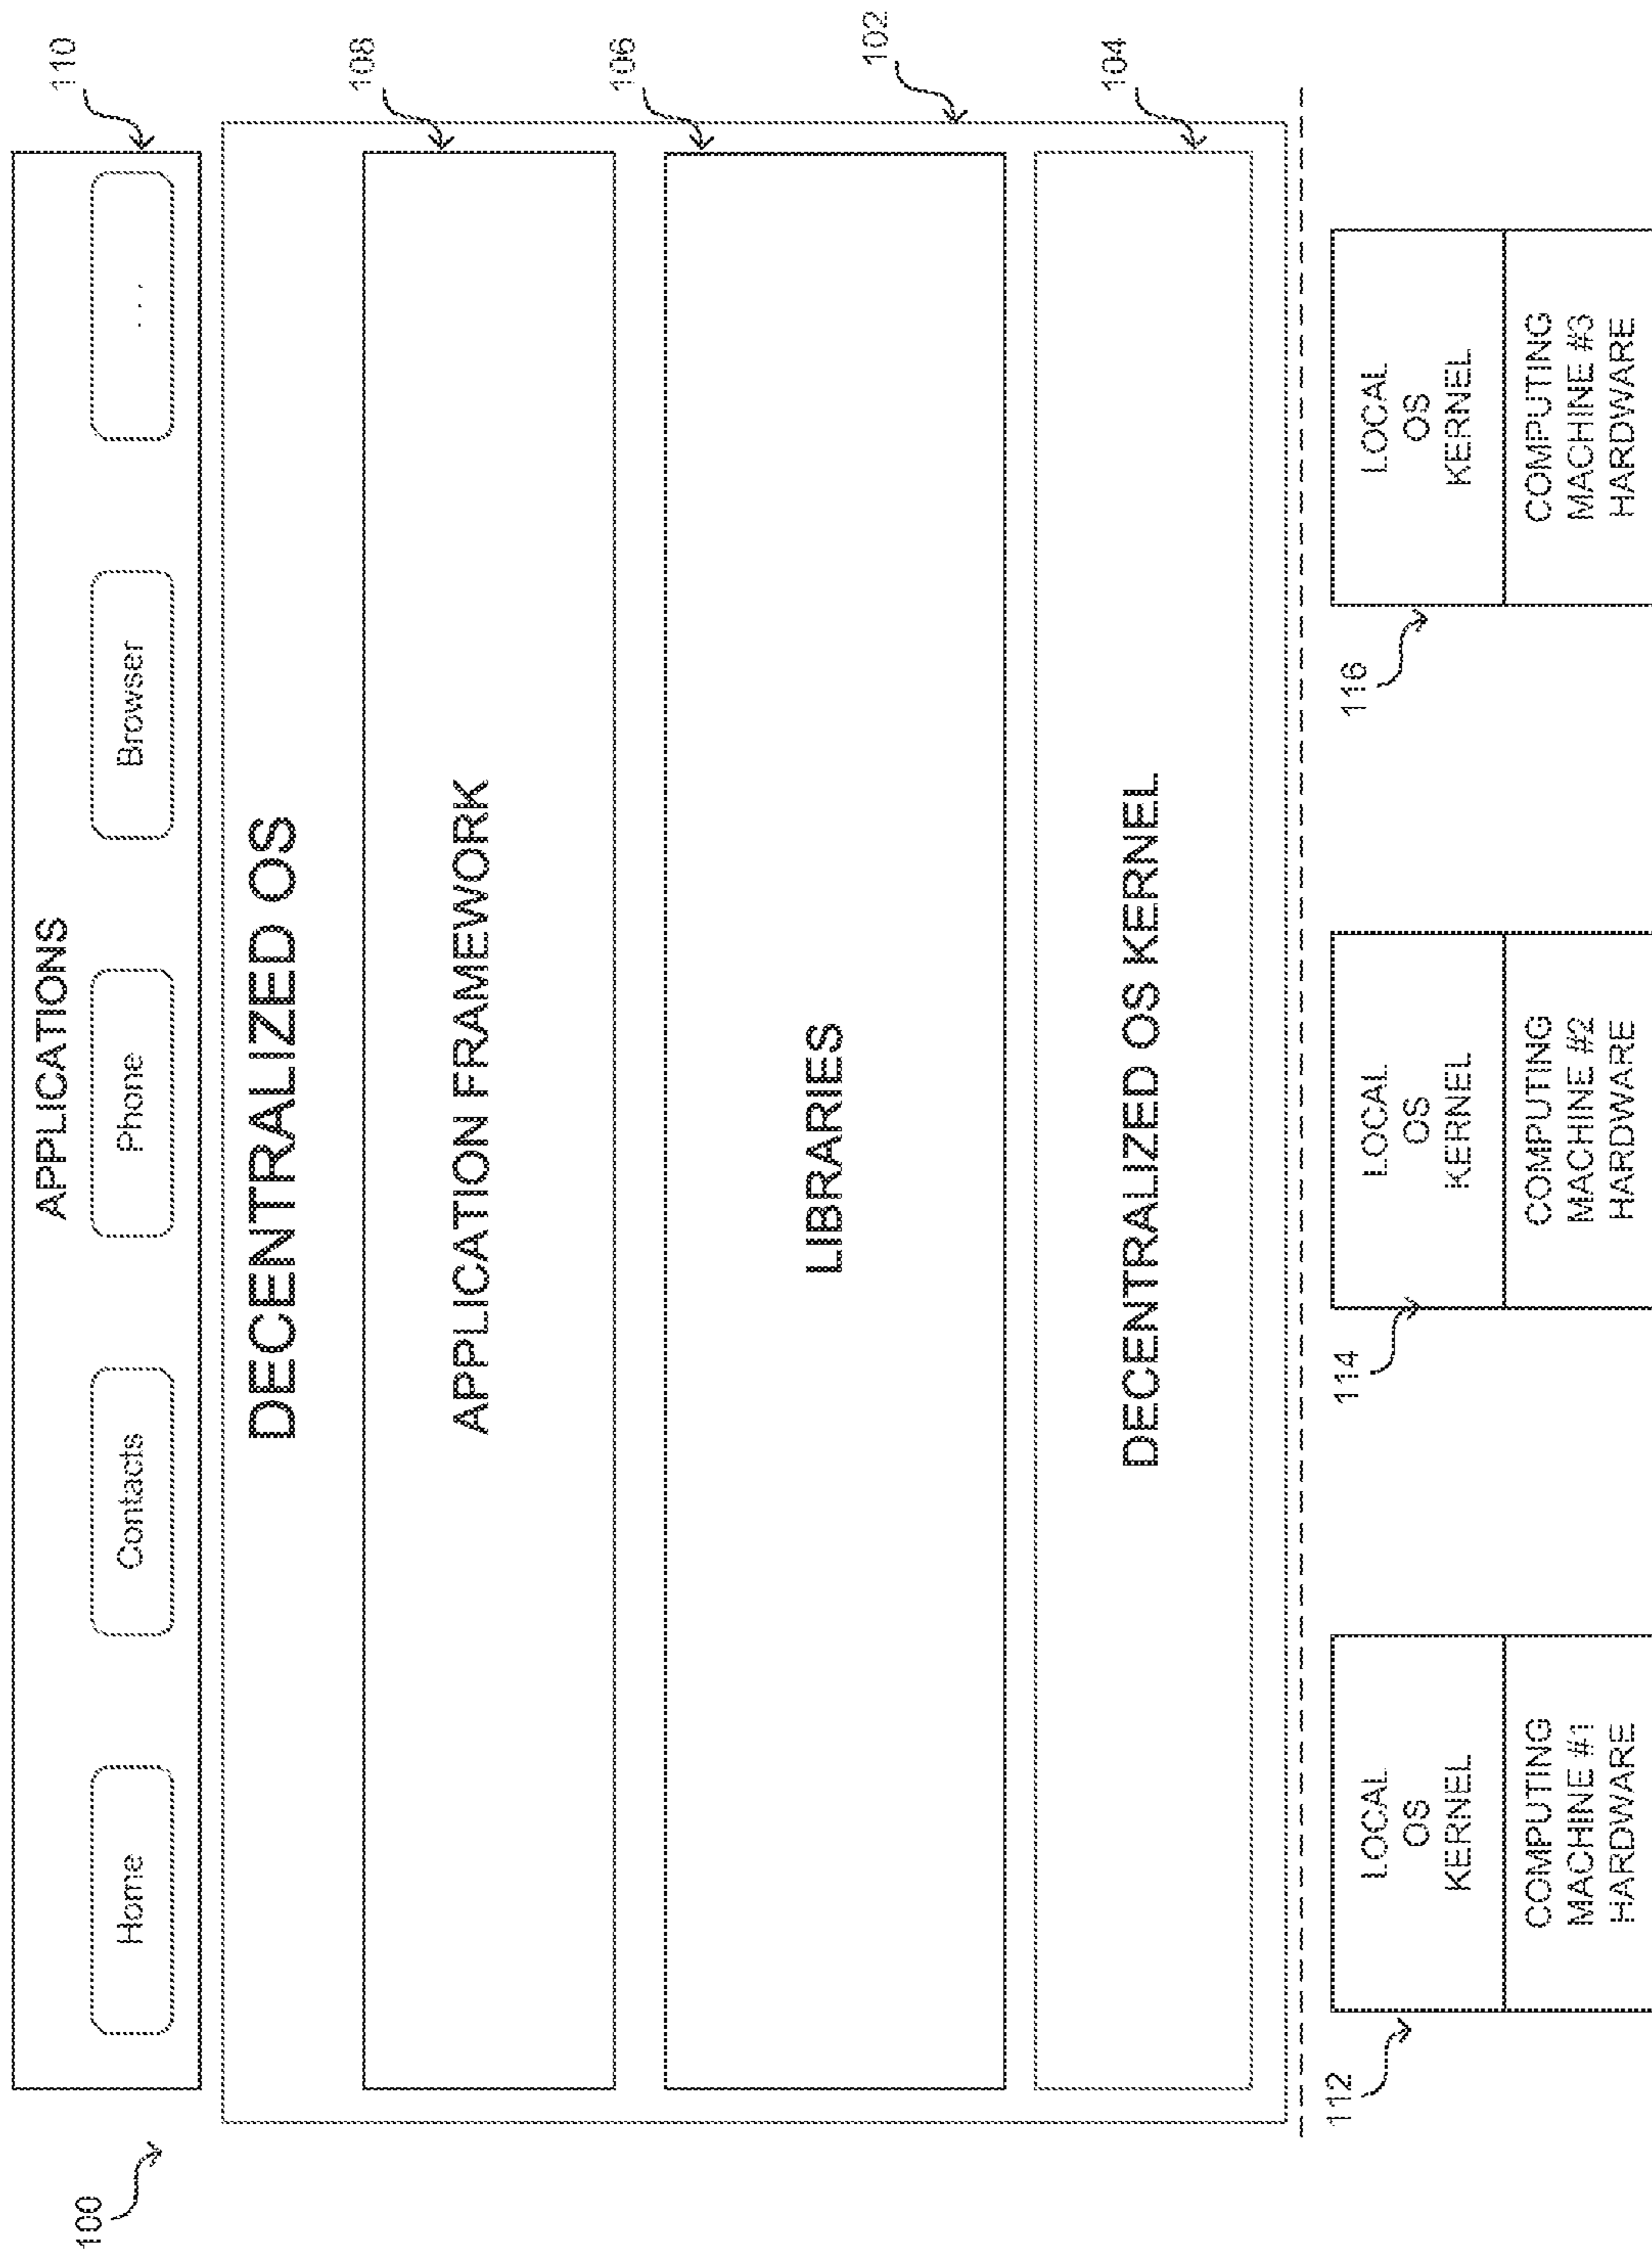 100
APPLICATIONS
110
Home
Contacts
Phone
Browser
...
DECENTRALIZED OS
APPLICATION FRAMEWORK
108
LIBRARIES
106
102
DECENTRALIZED OS KERNEL
104
112
LOCAL
OS
KERNEL
COMPUTING
MACHINE #1
HARDWARE
114
LOCAL
OS
KERNEL
COMPUTING
MACHINE #2
HARDWARE
116
LOCAL
OS
KERNEL
COMPUTING
MACHINE #3
HARDWARE